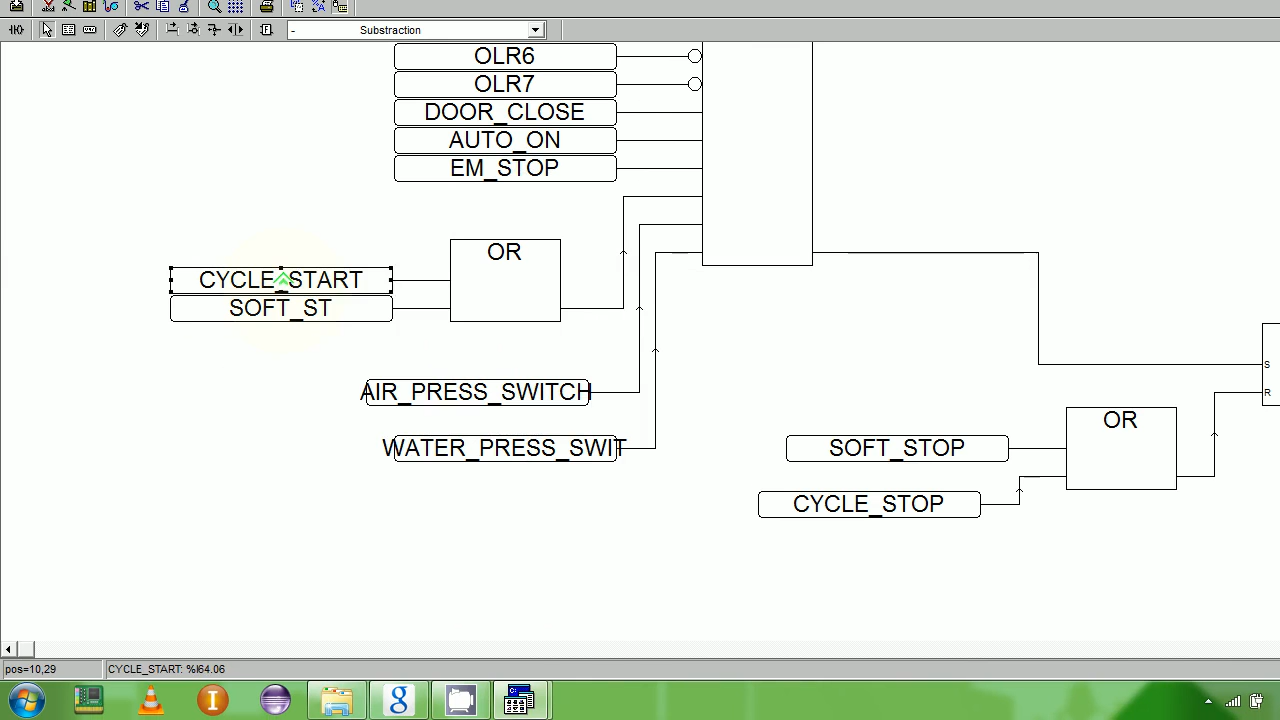 - Substraction
OLR6
OLR7
DOOR_CLOSE
AUTO_ON
EM_STOP
OR
CYCLE_START
SOFT_ST
AIR_PRESS_SWITCH
WATER_PRESS_SWIT
S
R
OR
SOFT_STOP
CYCLE_STOP
pos=10,29
CYCLE_START: %I64.06